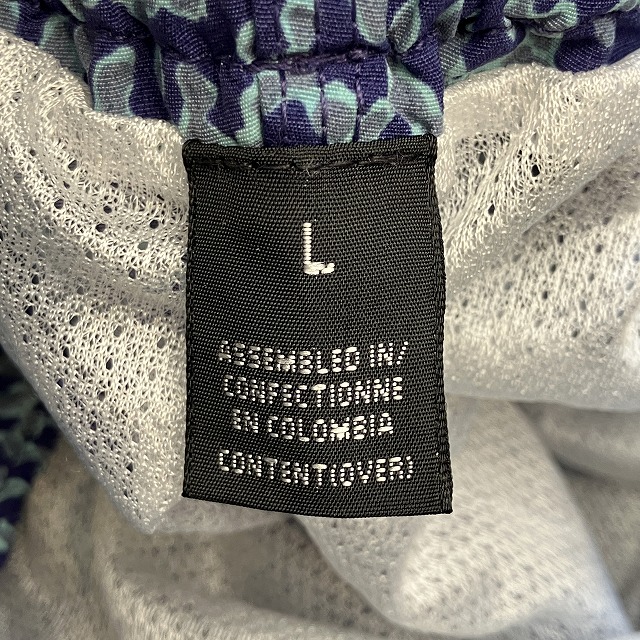 L
ASSEMBLED IN/
CONFECTIONNE
EN COLOMBIA
CONTENT(OVER)